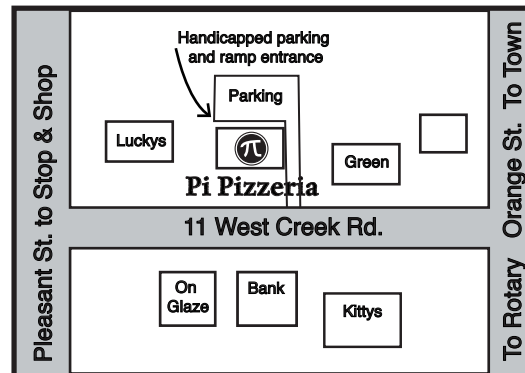 Handicapped parking
and ramp entrance
Parking
Luckys
π
Green
Pi Pizzeria
11 West Creek Rd.
On
Glaze
Bank
Kittys
Pleasant St. to Stop & Shop
To Rotary Orange St. To Town